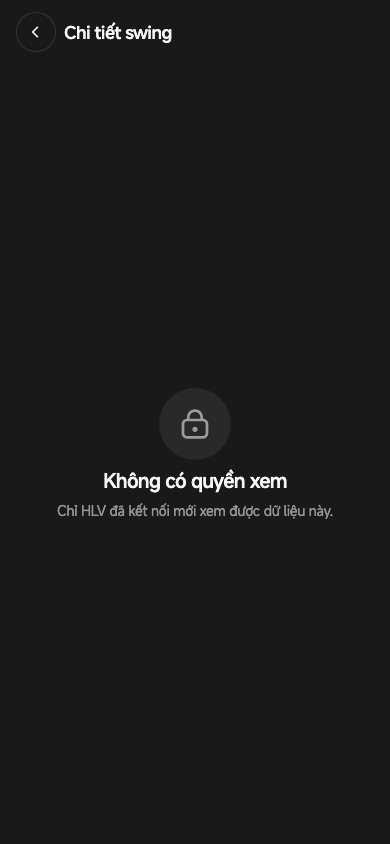 Chi tiết swing
Không có quyền xem
Chỉ HLV đã kết nối mới xem được dữ liệu này.